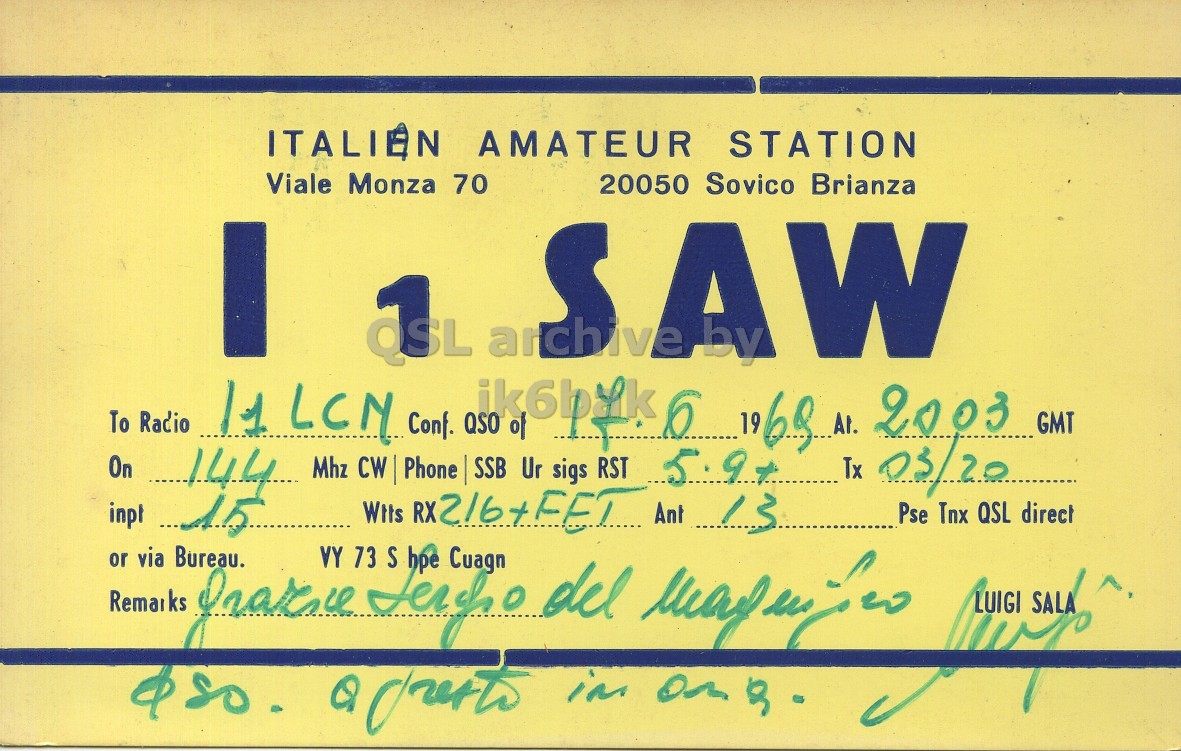 ITALIAN AMATEUR STATION
Viale Monza 70 20050 Sovico Brianza
I 1 SAW
QSL archive by
ik6bak
To Radio I1 LCN Conf. QSO of 17.6 1969 At. 2003 GMT
On 144 Mhz CW | Phone | SSB Ur sigs RST 5.9+ Tx 03/20
inpt 15 Wtts RX 216+FET Ant 13 Pse Tnx QSL direct
or via Bureau. VY 73 S hpe Cuagn
Remarks Grazie Sergio del Magnifico LUIGI SALA
QSO. a presto in aria.